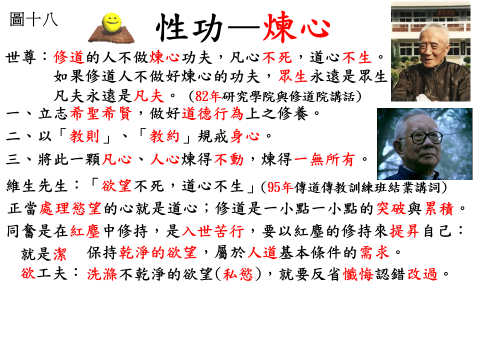 圖十八
性功—煉心
世尊：修道的人不做煉心功夫，凡心不死，道心不生。
如果修道人不做好煉心的功夫，眾生永遠是眾生
凡夫永遠是凡夫。（82年研究學院與修道院講話）
一、立志希聖希賢，做好道德行為上之修養。
二、以「教則」、「教約」規戒身心。
三、將此一顆凡心、人心煉得不動，煉得一無所有。
維生先生：「欲望不死，道心不生」（95年傳道傳教訓練班結業講詞）
正當處理慾望的心就是道心；修道是一小點一小點的突破與累積。
同奮是在紅塵中修持，是入世苦行，要以紅塵的修持來提昇自己：
就是潔　保持乾淨的欲望，屬於人道基本條件的需求。
欲工夫：洗滌不乾淨的欲望（私慾），就要反省懺悔認錯改過。